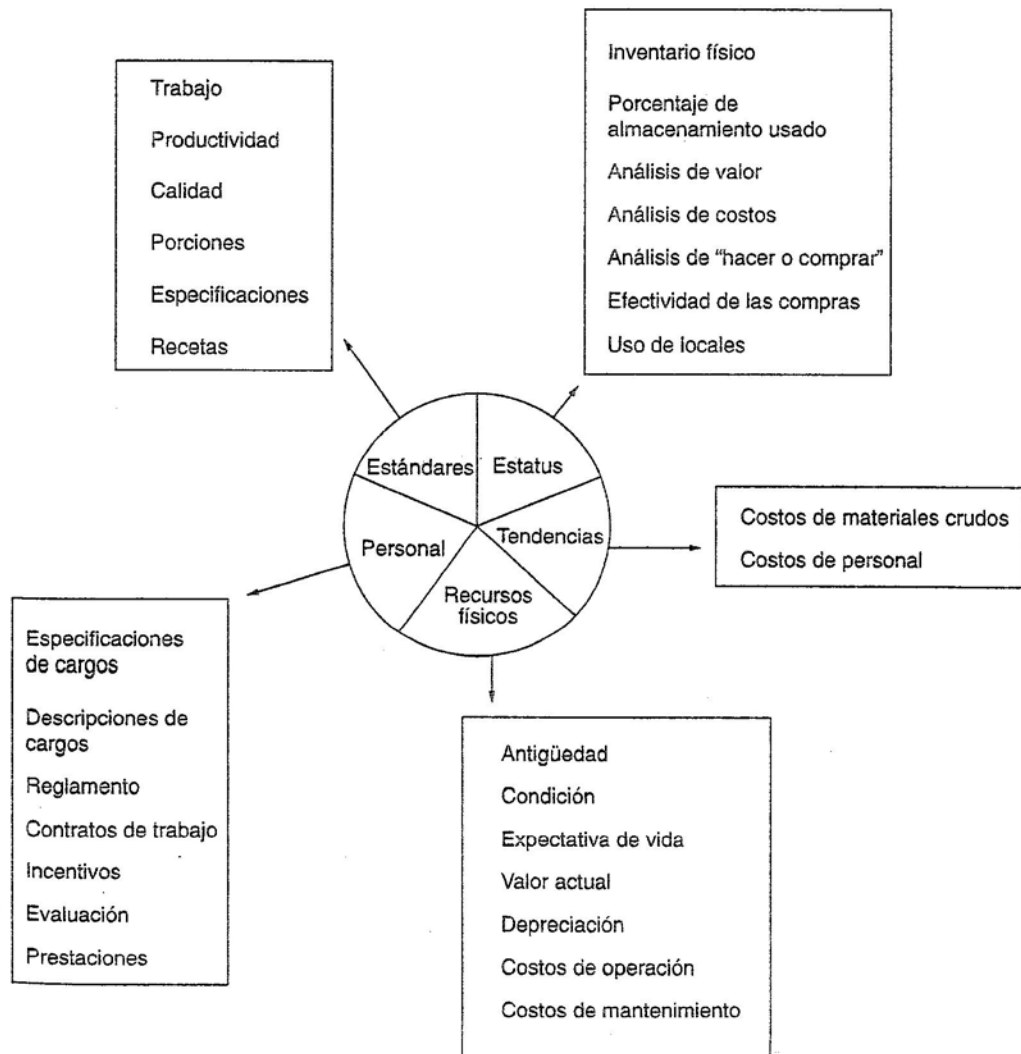 Trabajo
Productividad
Calidad
Porciones
Especificaciones
Recetas
Inventario físico
Porcentaje de
almacenamiento usado
Análisis de valor
Análisis de costos
Análisis de “hacer o comprar”
Efectividad de las compras
Uso de locales
Estándares
Estatus
Personal
Tendencias
Recursos
físicos
Costos de materiales crudos
Costos de personal
Especificaciones
de cargos
Descripciones de
cargos
Reglamento
Contratos de trabajo
Incentivos
Evaluación
Prestaciones
Antigüedad
Condición
Expectativa de vida
Valor actual
Depreciación
Costos de operación
Costos de mantenimiento